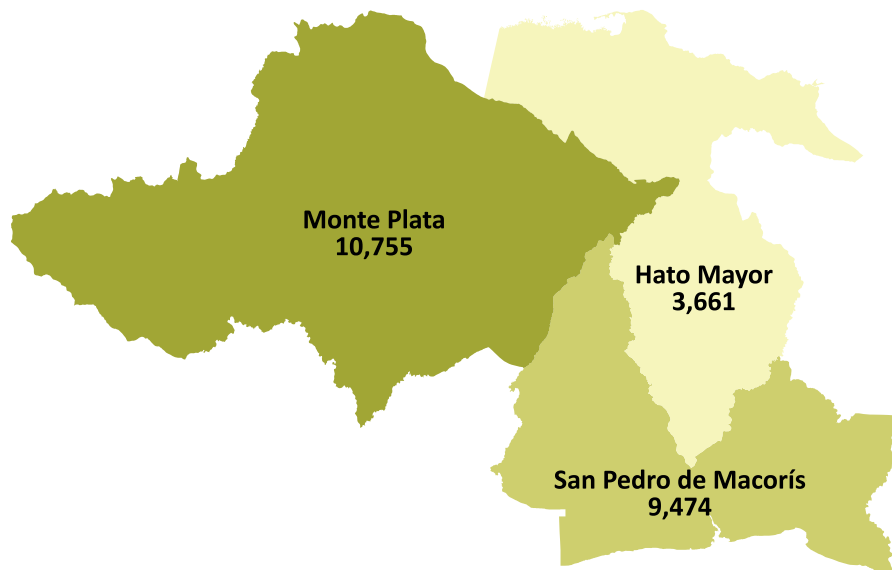 Monte Plata
10,755
Hato Mayor
3,661
San Pedro de Macorís
9,474